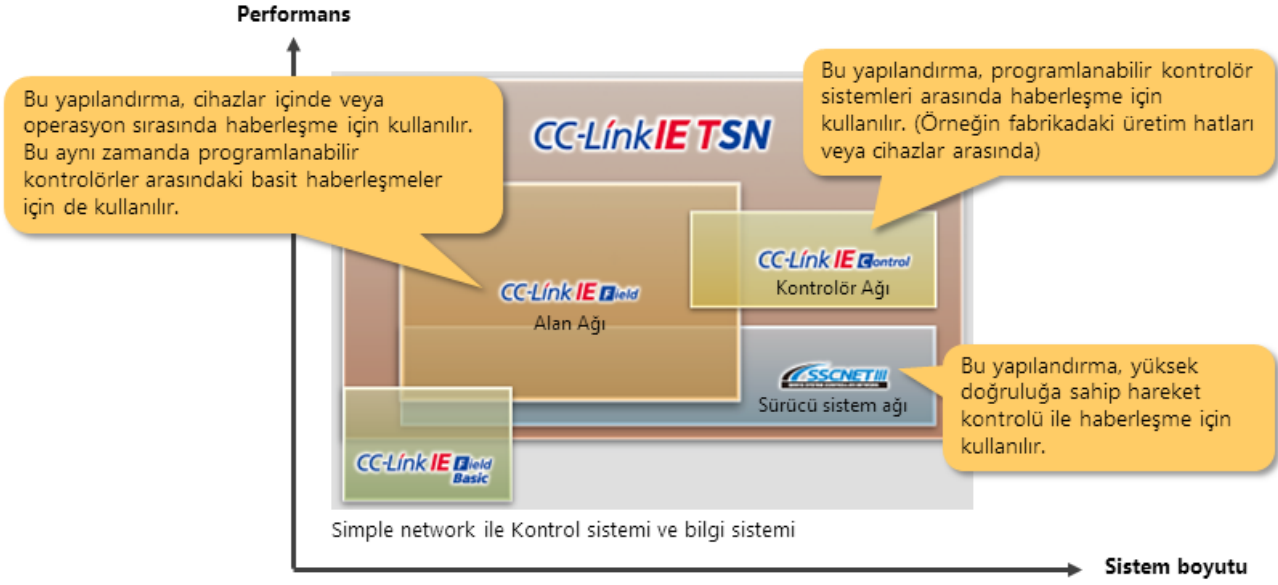 Performans
Bu yapılandırma, cihazlar içinde veya
operasyon sırasında haberleşme için kullanılır.
Bu aynı zamanda programlanabilir
kontrolörler arasındaki basit haberleşmeler
için de kullanılır.
Bu yapılandırma, programlanabilir kontrolör
sistemleri arasında haberleşme için
kullanılır. (Örneğin fabrikadaki üretim hatları
veya cihazlar arasında)
CC-Línk IE TSN
CC-Línk IE Control
Kontrolör Ağı
CC-Línk IE Field
Alan Ağı
SSCNET III
Sürücü sistem ağı
Bu yapılandırma, yüksek
doğruluğa sahip hareket
kontrolü ile haberleşme için
kullanılır.
CC-Línk IE Field
Basic
Simple network ile Kontrol sistemi ve bilgi sistemi
Sistem boyutu